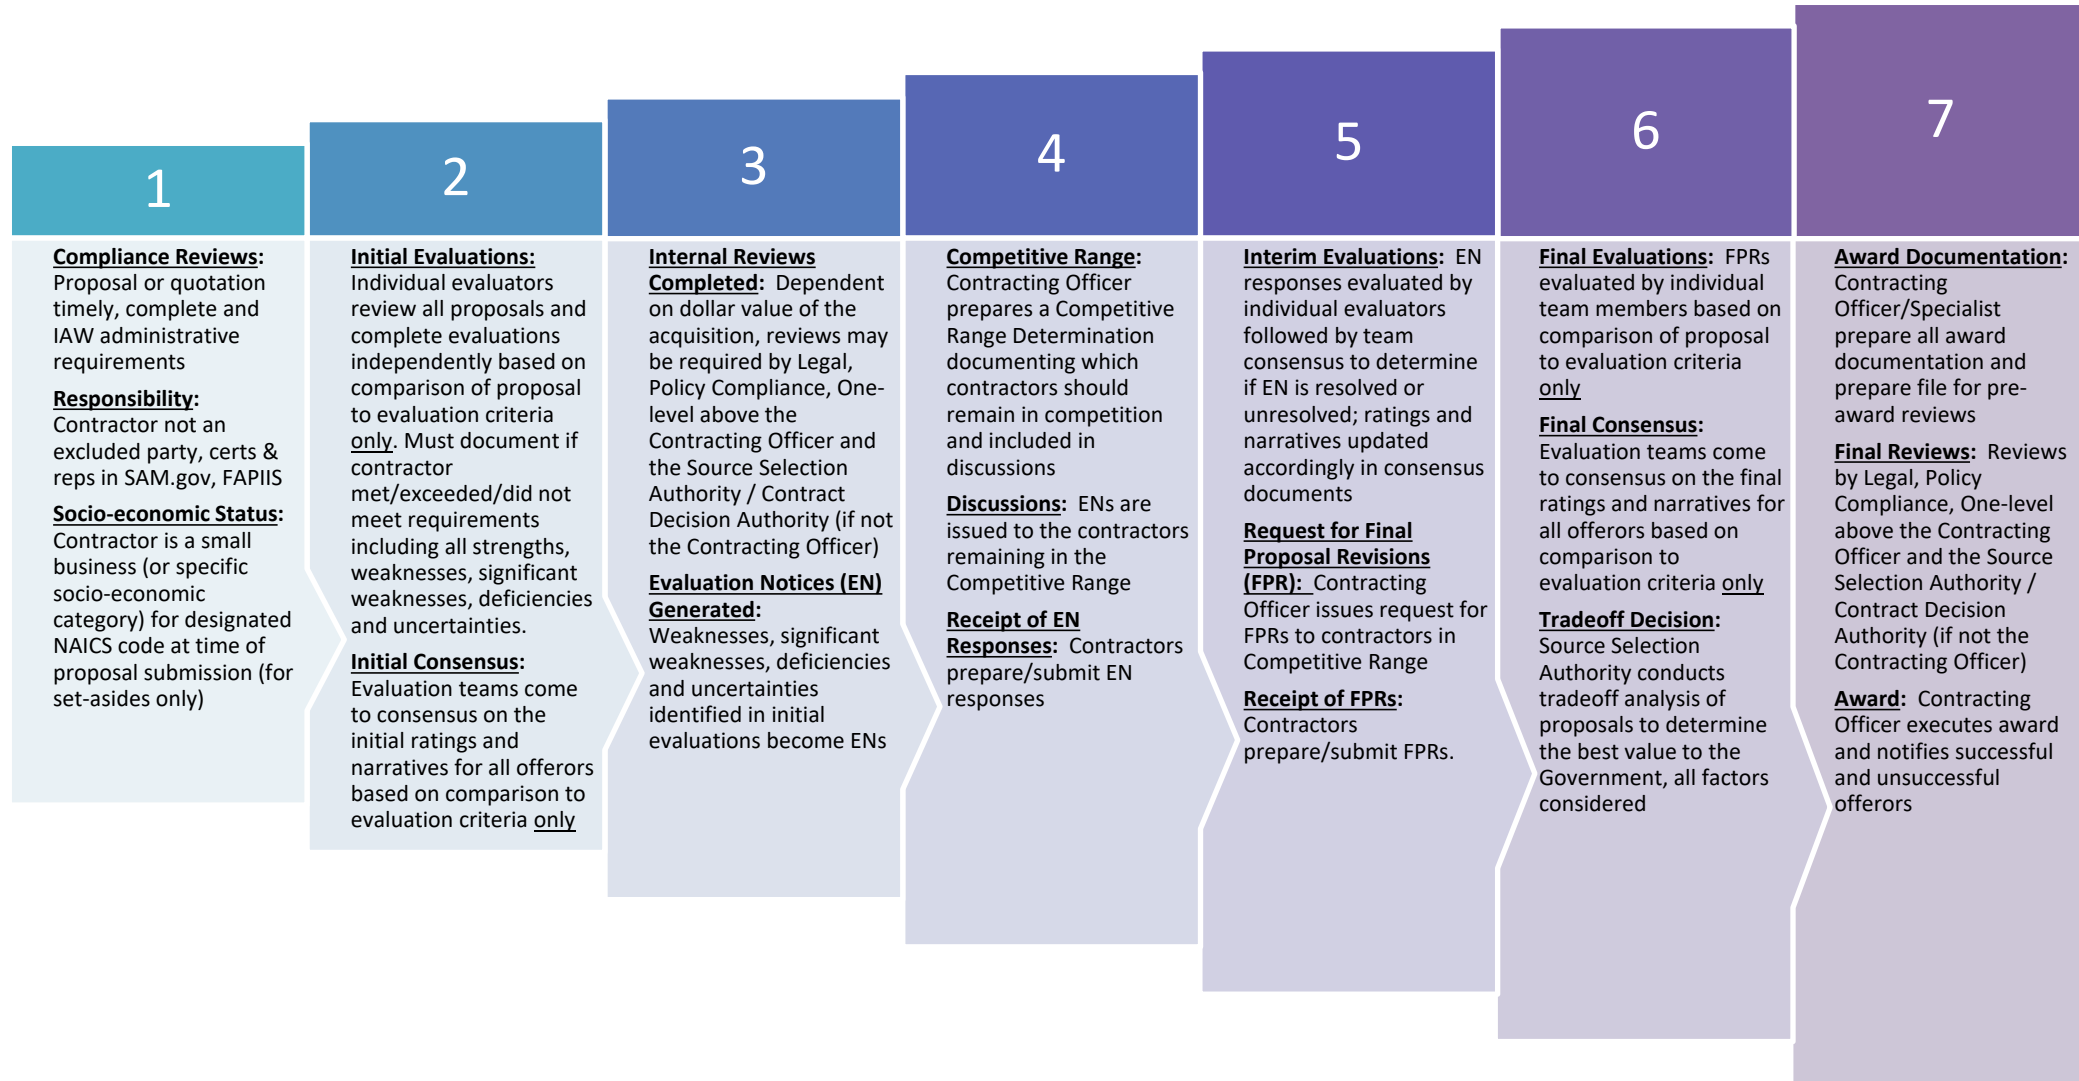 1
Compliance Reviews:
Proposal or quotation
timely, complete and
IAW administrative
requirements
Responsibility:
Contractor not an
excluded party, certs &
reps in SAM.gov, FAPIIS
Socio-economic Status:
Contractor is a small
business (or specific
socio-economic
category) for designated
NAICS code at time of
proposal submission (for
set-asides only)
2
Initial Evaluations:
Individual evaluators
review all proposals and
complete evaluations
independently based on
comparison of proposal
to evaluation criteria
only. Must document if
contractor
met/exceeded/did not
meet requirements
including all strengths,
weaknesses, significant
weaknesses, deficiencies
and uncertainties.
Initial Consensus:
Evaluation teams come
to consensus on the
initial ratings and
narratives for all offerors
based on comparison to
evaluation criteria only
3
Internal Reviews
Completed: Dependent
on dollar value of the
acquisition, reviews may
be required by Legal,
Policy Compliance, One-
level above the
Contracting Officer and
the Source Selection
Authority / Contract
Decision Authority (if not
the Contracting Officer)
Evaluation Notices (EN)
Generated:
Weaknesses, significant
weaknesses, deficiencies
and uncertainties
identified in initial
evaluations become ENs
4
Competitive Range:
Contracting Officer
prepares a Competitive
Range Determination
documenting which
contractors should
remain in competition
and included in
discussions
Discussions: ENs are
issued to the contractors
remaining in the
Competitive Range
Receipt of EN
Responses: Contractors
prepare/submit EN
responses
5
Interim Evaluations: EN
responses evaluated by
individual evaluators
followed by team
consensus to determine
if EN is resolved or
unresolved; ratings and
narratives updated
accordingly in consensus
documents
Request for Final
Proposal Revisions
(FPR): Contracting
Officer issues request for
FPRs to contractors in
Competitive Range
Receipt of FPRs:
Contractors
prepare/submit FPRs.
6
Final Evaluations: FPRs
evaluated by individual
team members based on
comparison of proposal
to evaluation criteria
only
Final Consensus:
Evaluation teams come
to consensus on the final
ratings and narratives for
all offerors based on
comparison to
evaluation criteria only
Tradeoff Decision:
Source Selection
Authority conducts
tradeoff analysis of
proposals to determine
the best value to the
Government, all factors
considered
7
Award Documentation:
Contracting
Officer/Specialist
prepare all award
documentation and
prepare file for pre-
award reviews
Final Reviews: Reviews
by Legal, Policy
Compliance, One-level
above the Contracting
Officer and the Source
Selection Authority /
Contract Decision
Authority (if not the
Contracting Officer)
Award: Contracting
Officer executes award
and notifies successful
and unsuccessful
offerors